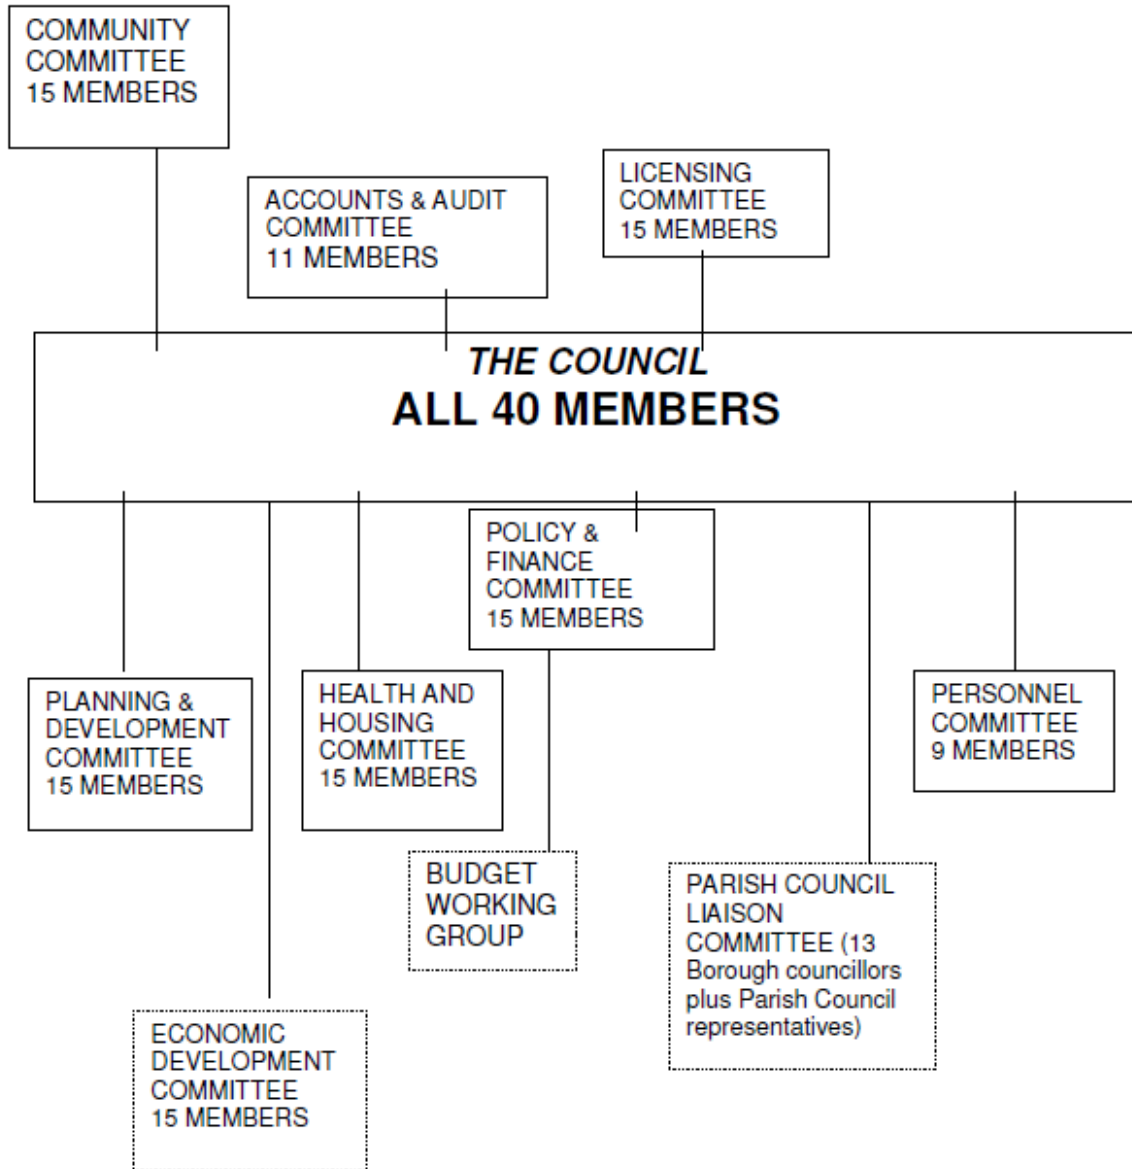 COMMUNITY
COMMITTEE
15 MEMBERS
ACCOUNTS & AUDIT
COMMITTEE
11 MEMBERS
LICENSING
COMMITTEE
15 MEMBERS
THE COUNCIL
ALL 40 MEMBERS
POLICY &
FINANCE
COMMITTEE
15 MEMBERS
PLANNING &
DEVELOPMENT
COMMITTEE
15 MEMBERS
HEALTH AND
HOUSING
COMMITTEE
15 MEMBERS
PERSONNEL
COMMITTEE
9 MEMBERS
BUDGET
WORKING
GROUP
PARISH COUNCIL
LIAISON
COMMITTEE (13
Borough councillors
plus Parish Council
representatives)
ECONOMIC
DEVELOPMENT
COMMITTEE
15 MEMBERS